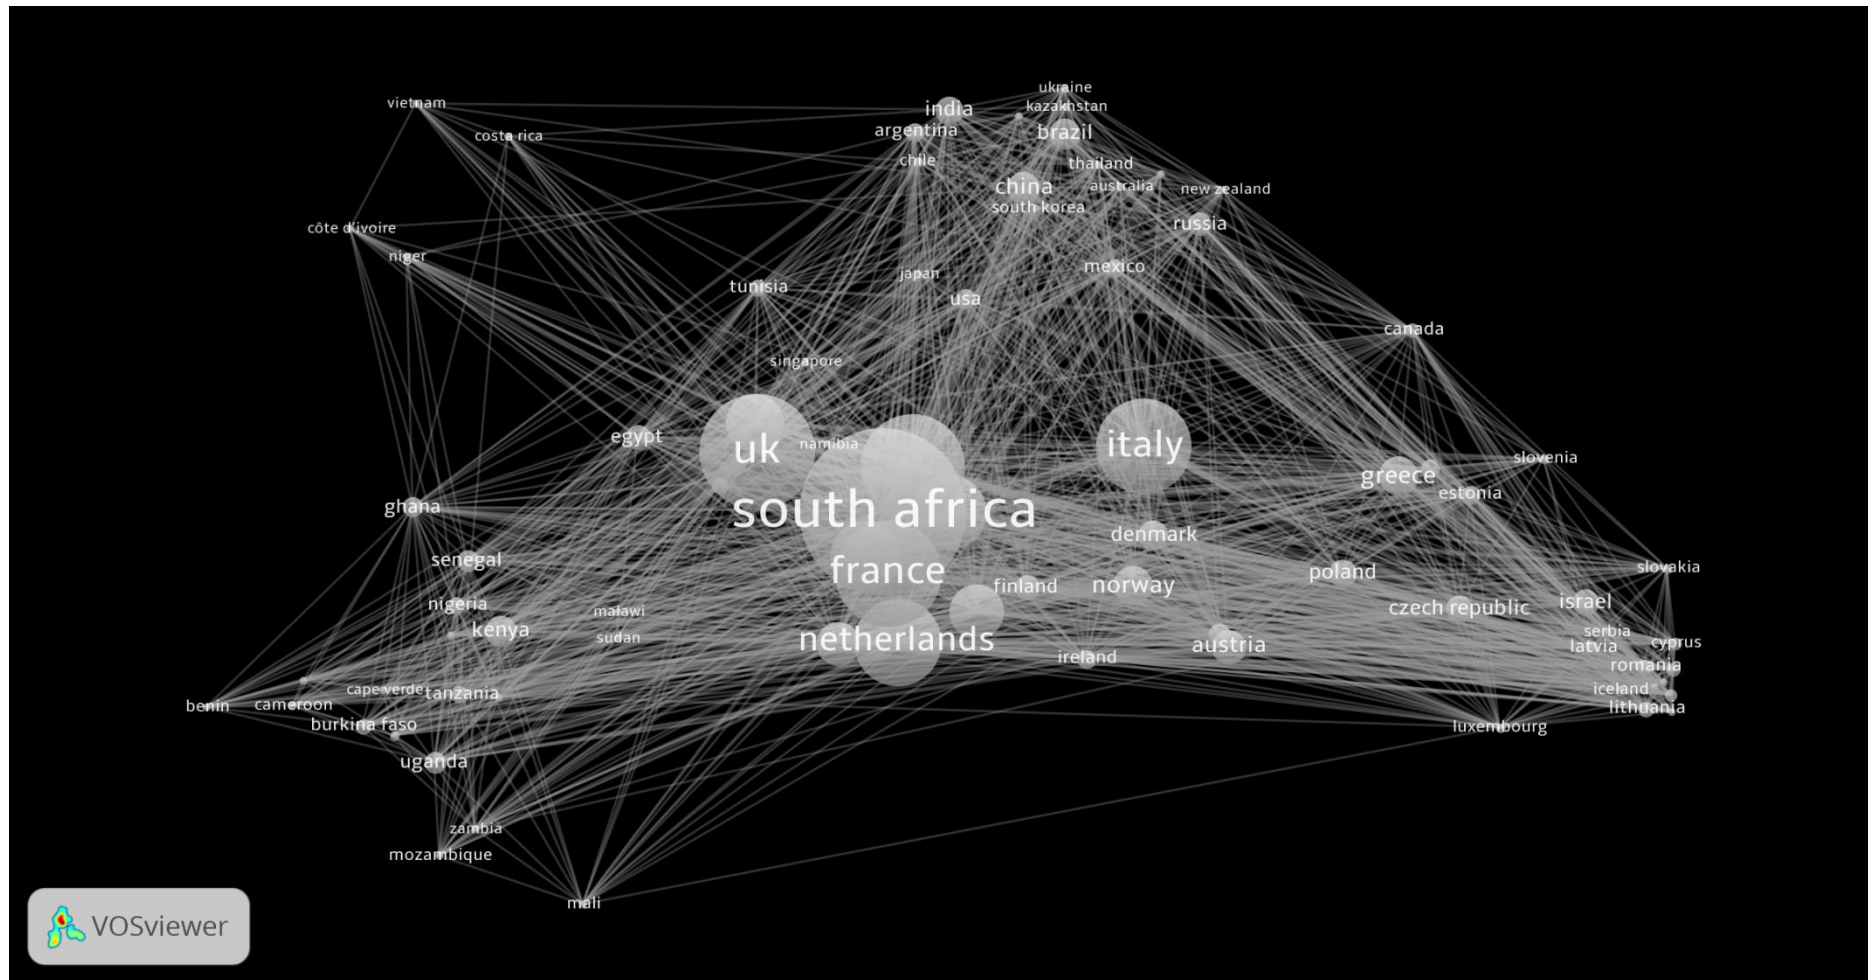 ukraine
vietnam
kazakhstan
india
costa rica
argentina
brazil
chile
thailand
china
australia
new zealand
south korea
russia
côte d'ivoire
niger
mexico
japan
tunisia
usa
canada
singapore
egypt
uk
namibia
italy
slovenia
greece
estonia
ghana
south africa
denmark
senegal
france
poland
slovakia
finland
norway
nigeria
malawi
czech republic
israel
kenya
sudan
netherlands
serbia
austria
latvia
cyprus
ireland
romania
cape verde
tanzania
iceland
benin
cameroon
lithuania
burkina faso
luxembourg
uganda
zambia
mozambique
mali
VOSviewer